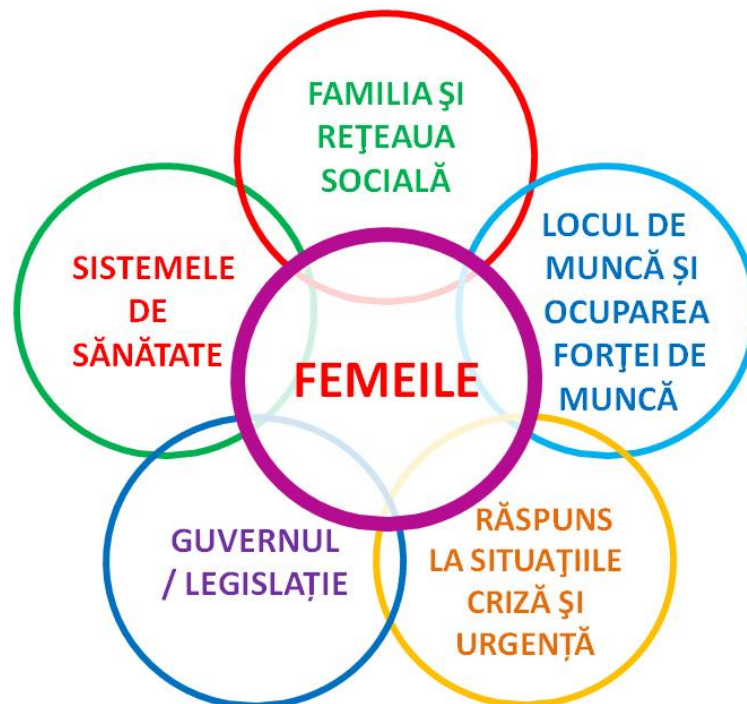 FAMILIA ŞI
REŢEAUA
SOCIALĂ
SISTEMELE
DE
SĂNĂTATE
LOCUL DE
MUNCĂ ȘI
OCUPAREA
FORŢEI DE
MUNCĂ
FEMEILE
GUVERNUL
/ LEGISLAȚIE
RĂSPUNS
LA SITUAŢIILE
CRIZĂ ŞI
URGENȚĂ